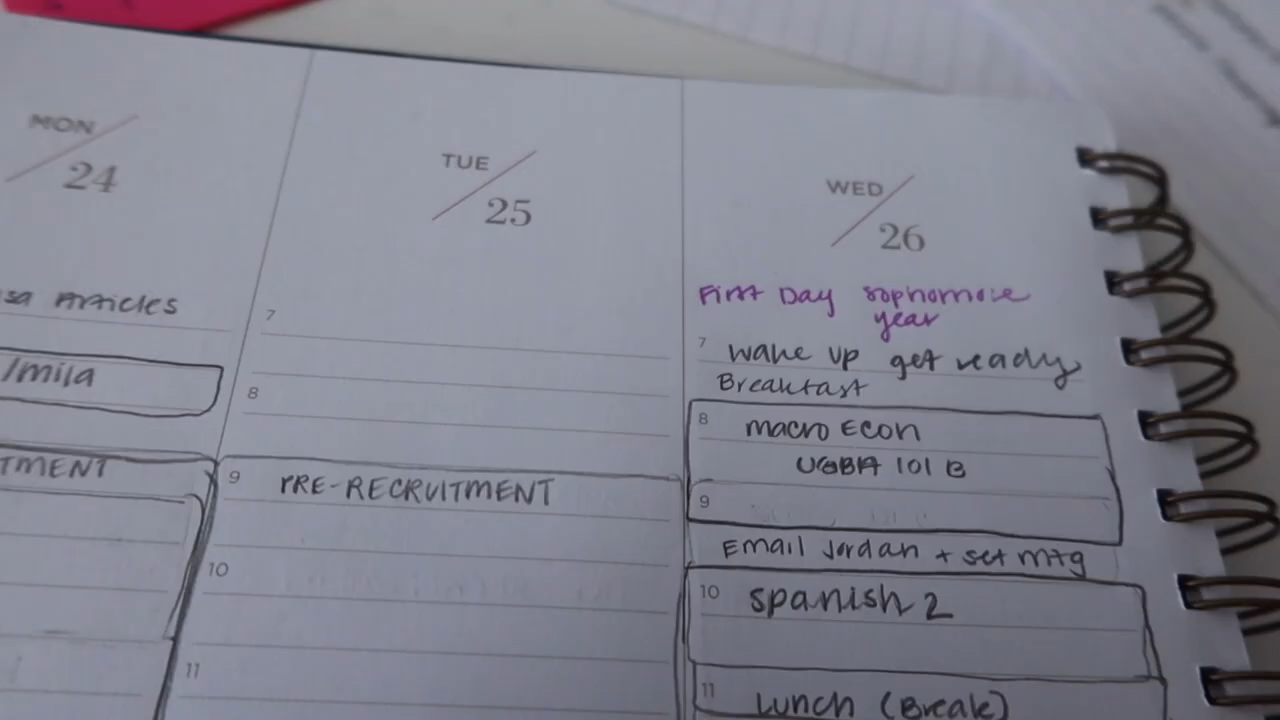 MON
24
sa Articles
/mila
TMENT
TUE
25
7
8
9 PRE-RECRUITMENT
10
11
WED
26
First Day sophomore
year
7 wake up get ready
Breakfast
8 macro Econ
UGBA 101 B
9
Email Jordan + set mtg
10 spanish 2
11 Lunch (Break)